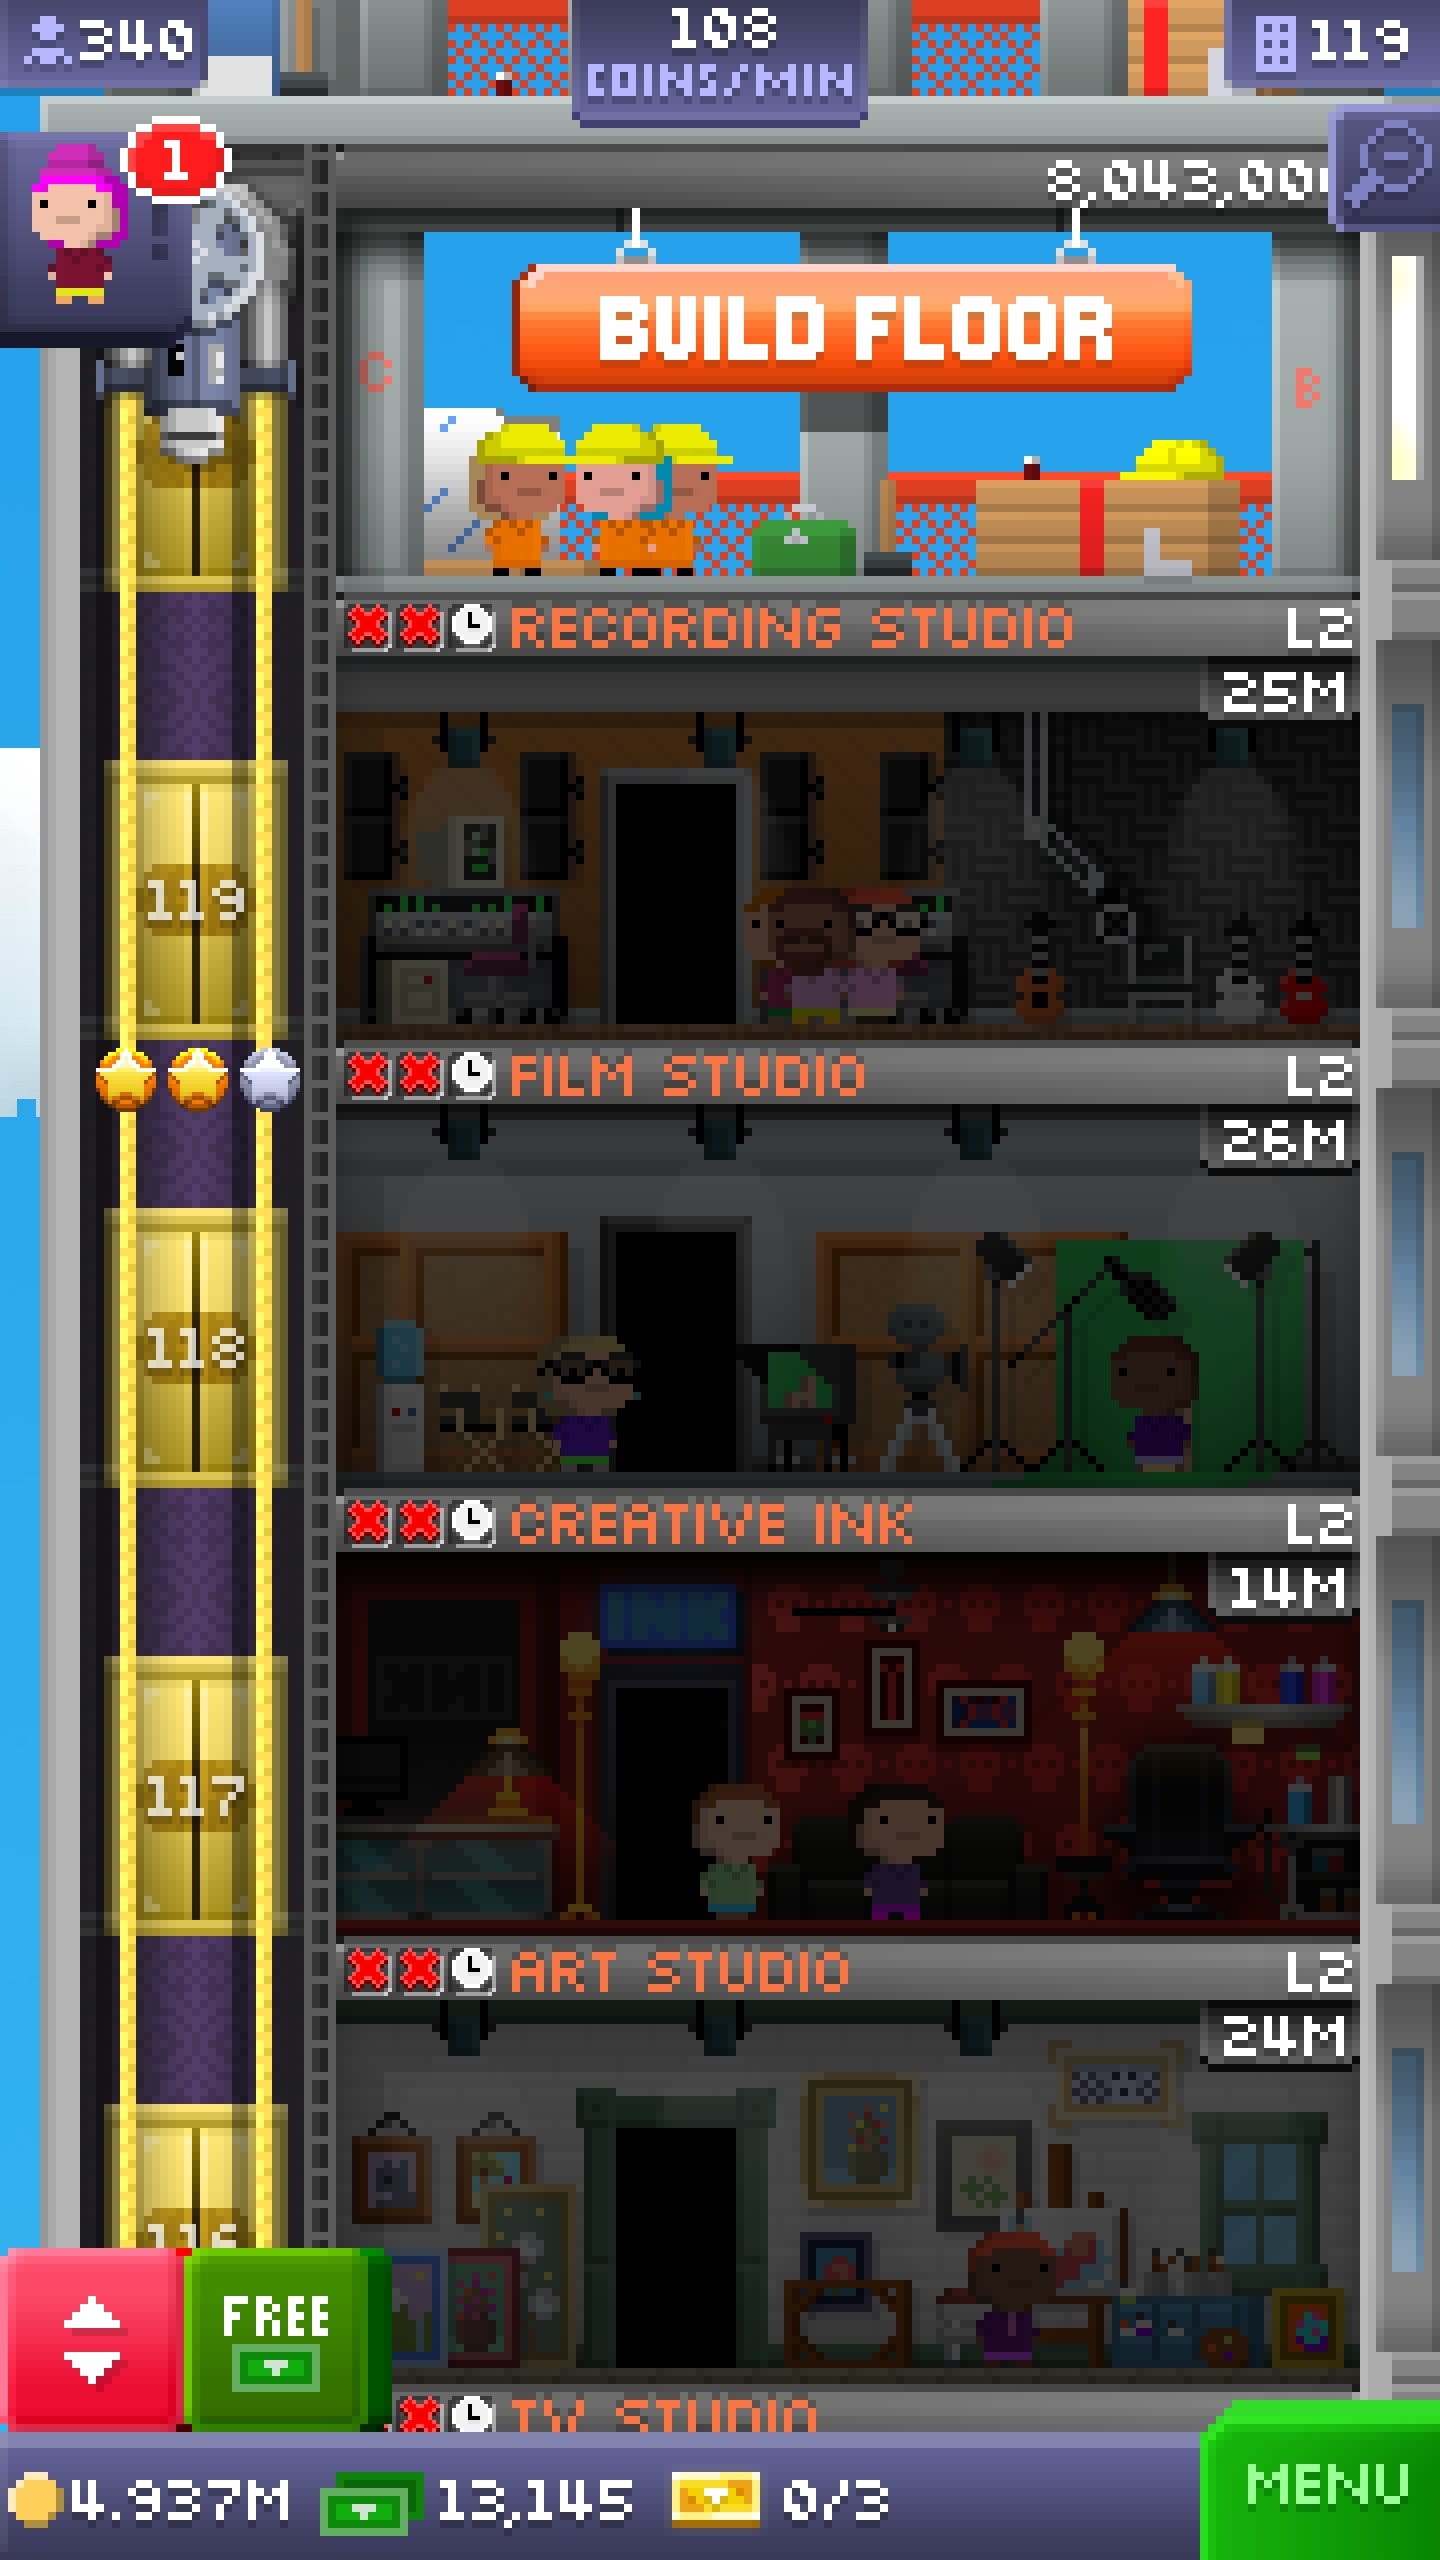 340
108
COINS/MIN
119
1
8,043,00
BUILD FLOOR
C
B
RECORDING STUDIO
L2
25M
119
FILM STUDIO
L2
26M
118
CREATIVE INK
L2
14M
INK
117
ART STUDIO
L2
24M
116
FREE
TV STUDIO
4.937M
13,145
0/3
MENU